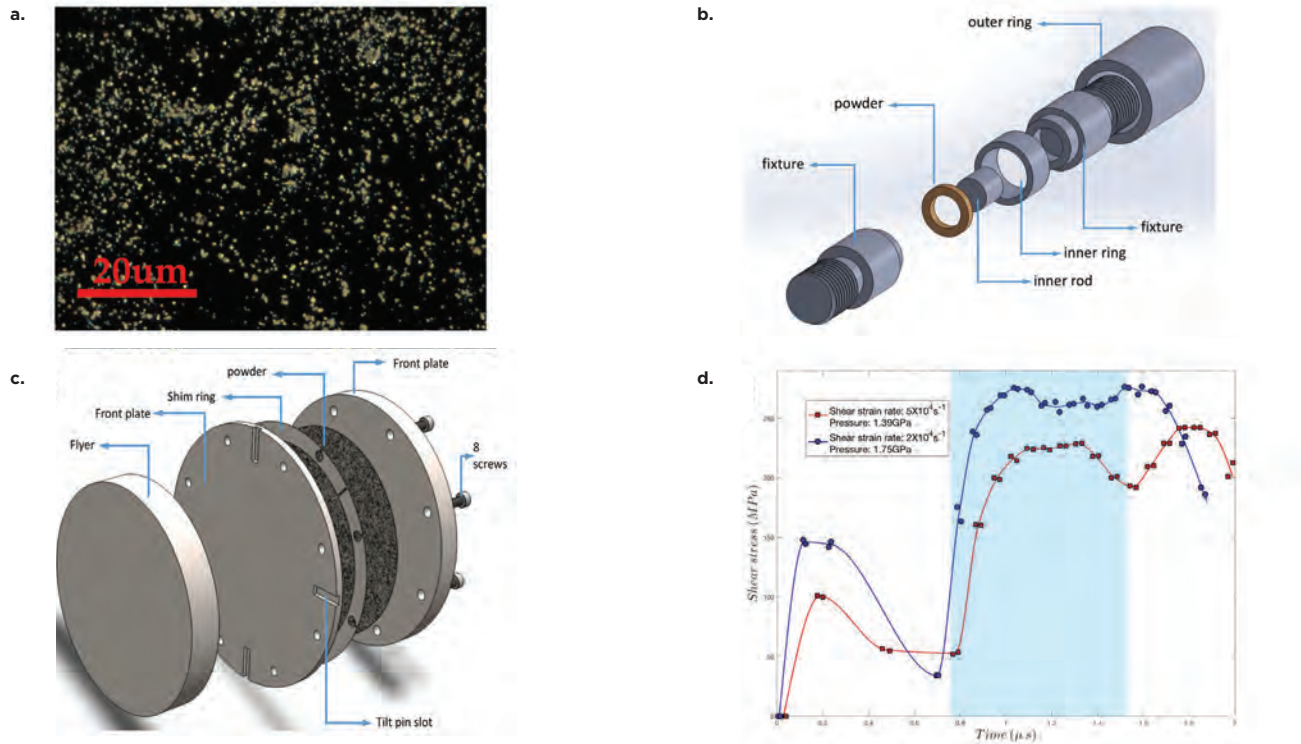 a.
20um
b.
outer ring
powder
fixture
fixture
inner ring
inner rod
c.
Front plate
powder
Shim ring
Front plate
Flyer
8
screws
Tilt pin slot
d.
Shear strain rate: 5X10⁴s⁻¹
Pressure: 1.39GPa
Shear strain rate: 2X10⁴s⁻¹
Pressure: 1.75GPa
Shear stress (MPa)
Time (μs)